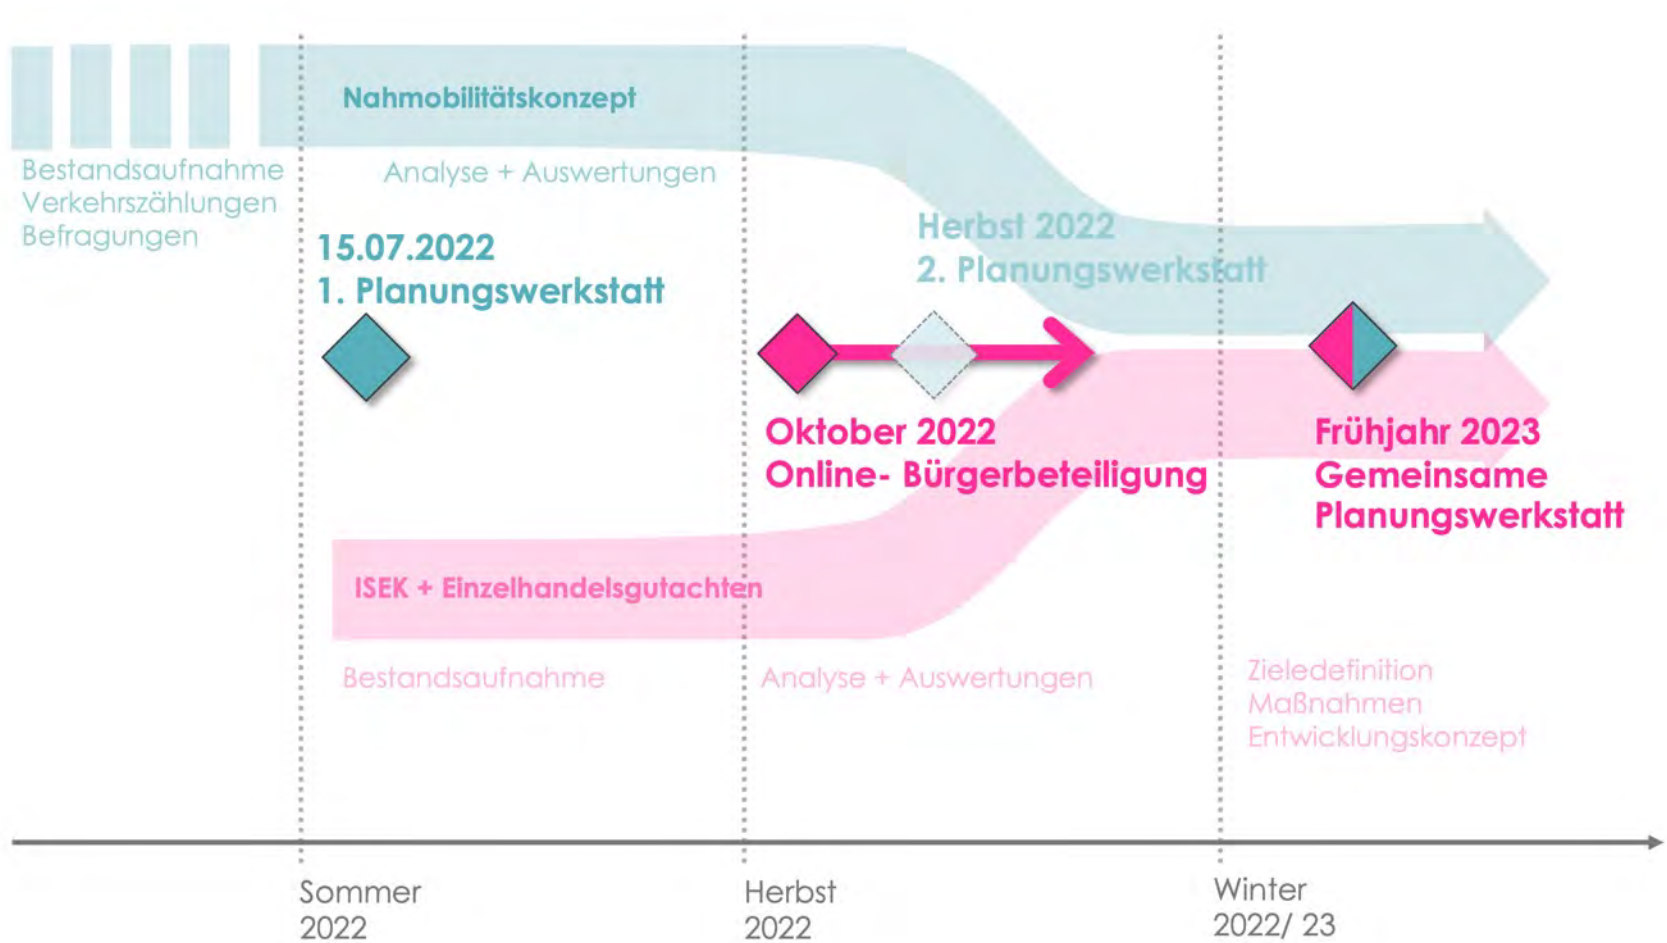 Nahmobilitätskonzept
Bestandsaufnahme
Verkehrszählungen
Befragungen
Analyse + Auswertungen
15.07.2022
1. Planungswerkstatt
Herbst 2022
2. Planungswerkstatt
Oktober 2022
Online- Bürgerbeteiligung
Frühjahr 2023
Gemeinsame
Planungswerkstatt
ISEK + Einzelhandelsgutachten
Bestandsaufnahme
Analyse + Auswertungen
Zieledefinition
Maßnahmen
Entwicklungskonzept
Sommer
2022
Herbst
2022
Winter
2022/ 23